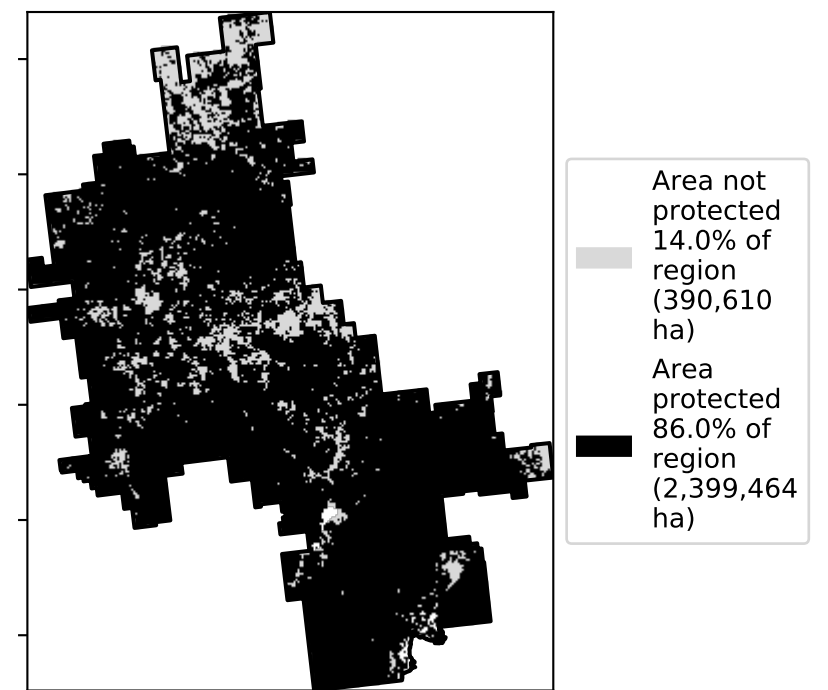 Area not
protected
14.0% of
region
(390,610
ha)
Area
protected
86.0% of
region
(2,399,464
ha)